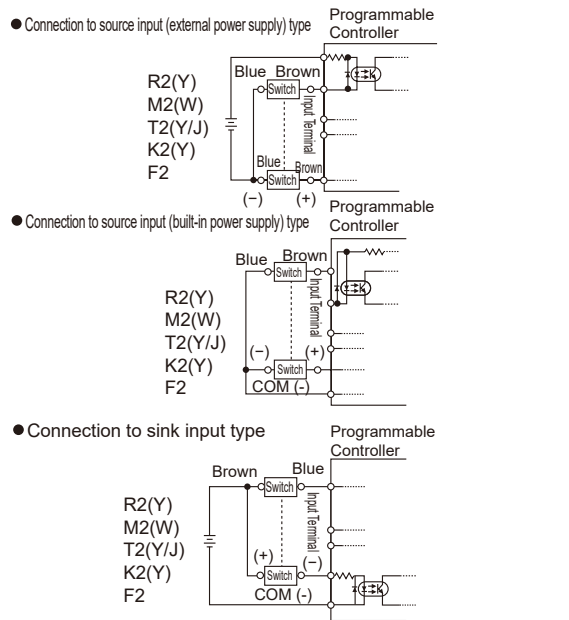 ● Connection to source input (external power supply) type
Programmable
Controller
Blue Brown
R2(Y)
M2(W)
T2(Y/J)
K2(Y)
F2
Switch
Input Terminal
Blue
Brown
Switch
(−) (+)
● Connection to source input (built-in power supply) type
Programmable
Controller
Blue Brown
Switch
Input Terminal
R2(Y)
M2(W)
T2(Y/J)
K2(Y)
F2
(−) (+)
Switch
COM (-)
● Connection to sink input type
Programmable
Controller
Brown Blue
Switch
Input Terminal
R2(Y)
M2(W)
T2(Y/J)
K2(Y)
F2
(+) (−)
Switch
COM (-)